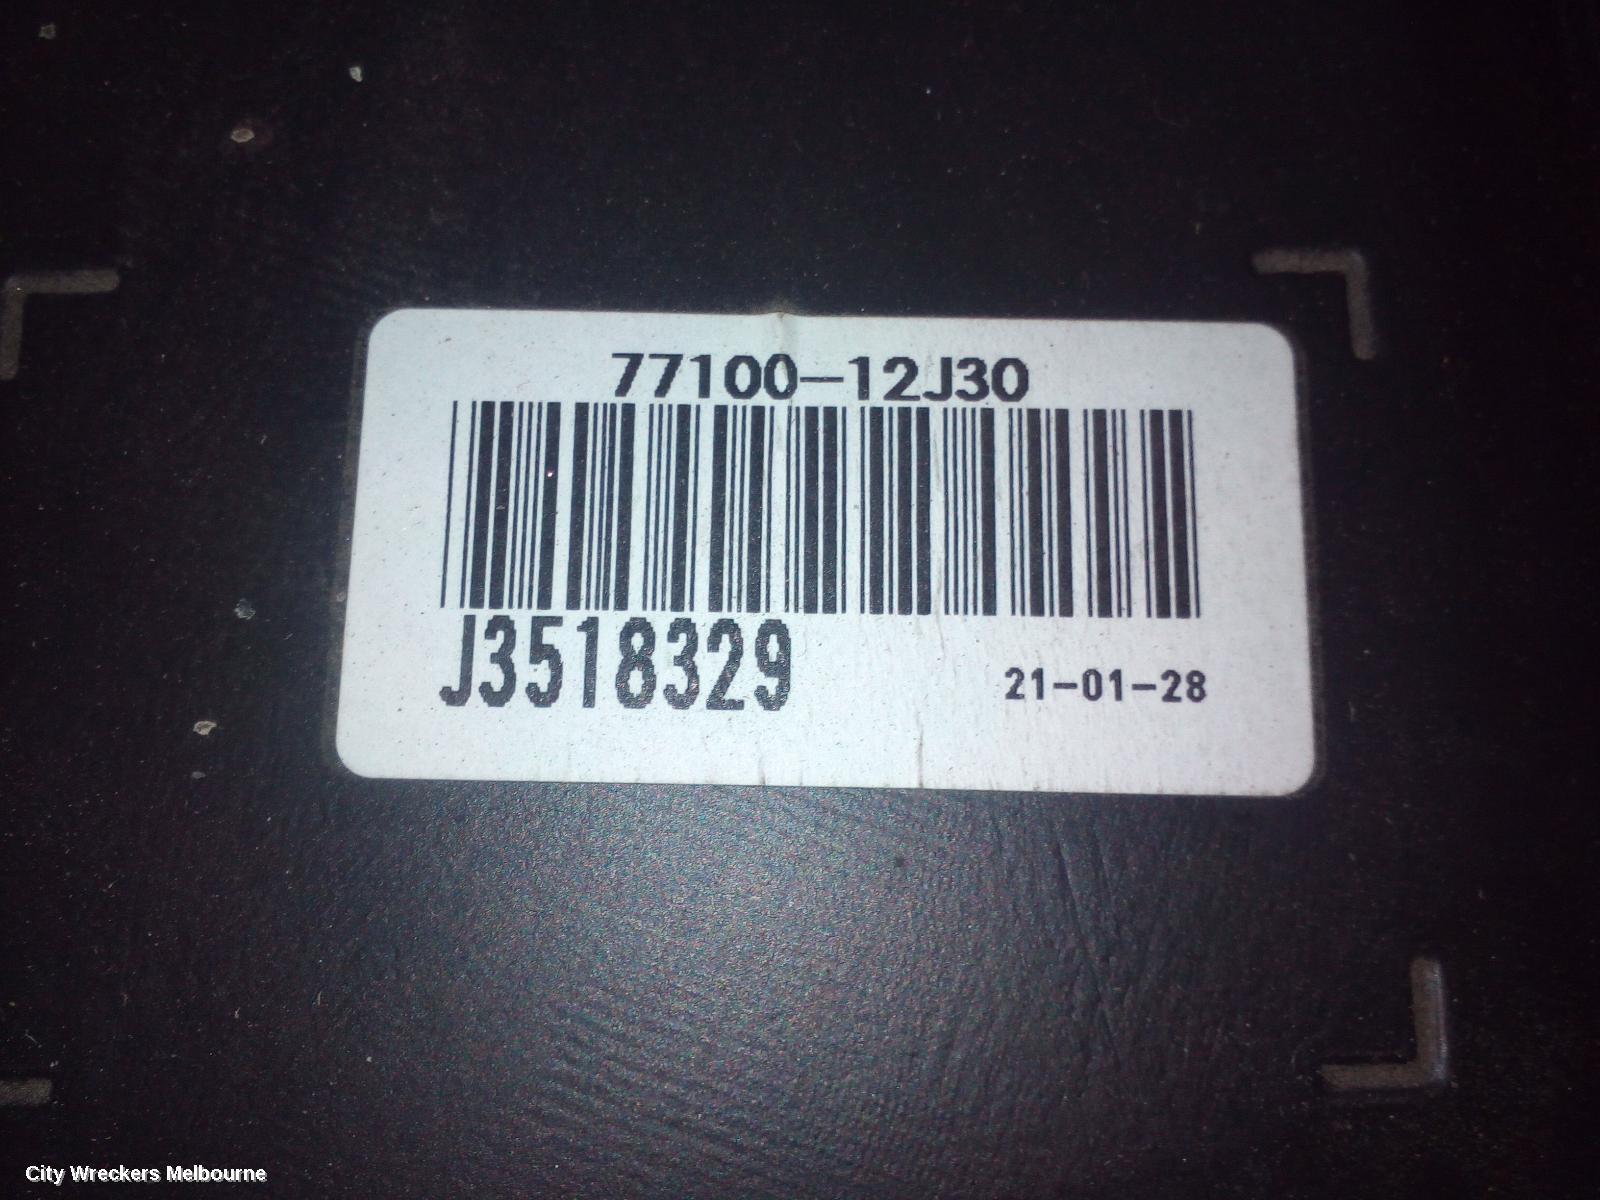 77100-12J30
J3518329
21-01-28
City Wreckers Melbourne